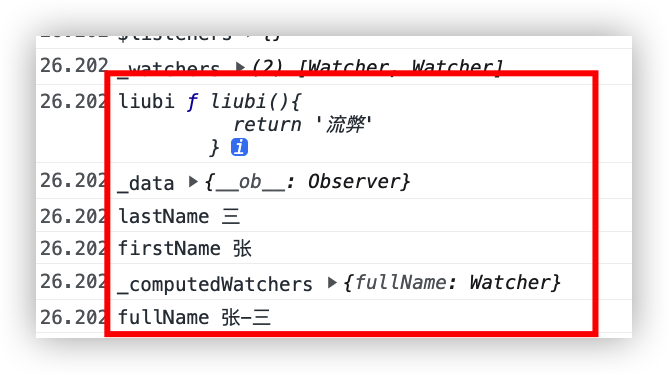 26.202 $listeners ▶{}
26.202 _watchers ▶(2) [Watcher, Watcher]
26.202 liubi ƒ liubi(){
return '流弊'
} i
26.202 _data ▶{__ob__: Observer}
26.202 lastName 三
26.202 firstName 张
26.202 _computedWatchers ▶{fullName: Watcher}
26.202 fullName 张-三